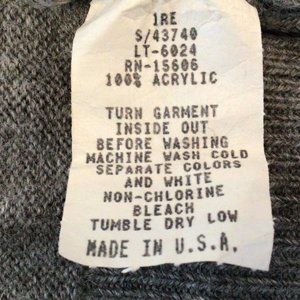 1RE
S/43740
LT-6024
RN-15606
100% ACRYLIC
TURN GARMENT
INSIDE OUT
BEFORE WASHING
MACHINE WASH COLD
SEPARATE COLORS
AND WHITE
NON-CHLORINE
BLEACH
TUMBLE DRY LOW
MADE IN U.S.A.